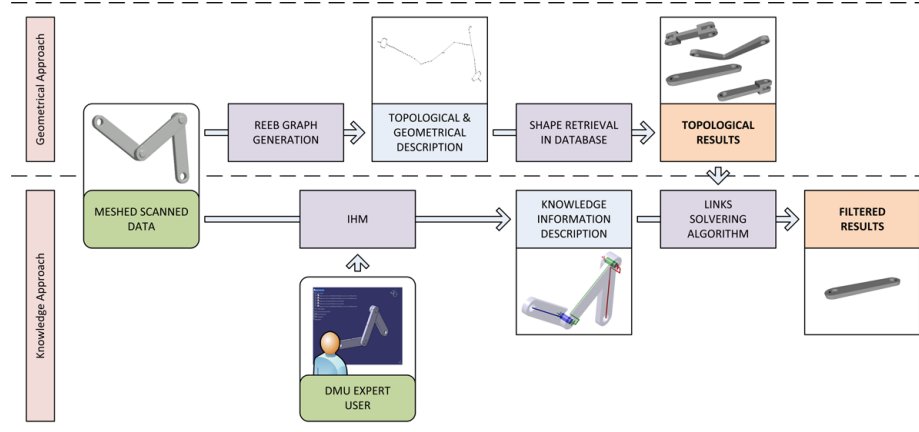 Geometrical Approach
REEB GRAPH
GENERATION
TOPOLOGICAL &
GEOMETRICAL
DESCRIPTION
SHAPE RETRIEVAL
IN DATABASE
TOPOLOGICAL
RESULTS
MESHED SCANNED
DATA
Knowledge Approach
IHM
KNOWLEDGE
INFORMATION
DESCRIPTION
LINKS
SOLVERING
ALGORITHM
FILTERED
RESULTS
DMU EXPERT
USER